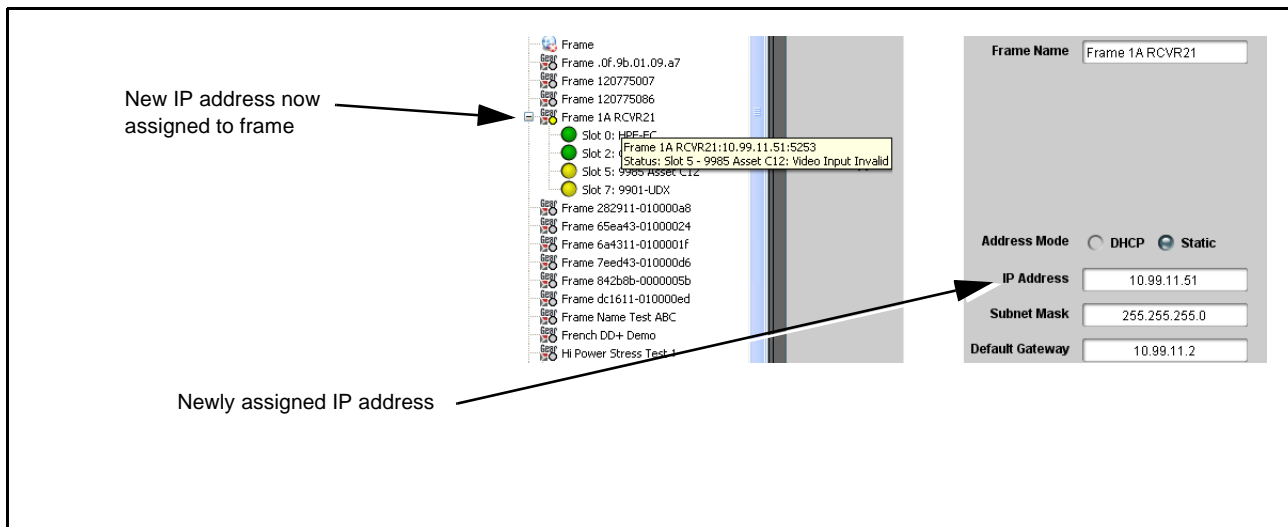 New IP address now
assigned to frame
Frame
Frame .0f.9b.01.09.a7
Frame 120775007
Frame 120775086
Frame 1A RCVR21
Slot 0: HPF-FC
Slot 2:
Frame 1A RCVR21:10.99.11.51:5253
Status: Slot 5 - 9985 Asset C12: Video Input Invalid
Slot 5: 9985 Asset C12
Slot 7: 9901-UDX
Frame 282911-010000a8
Frame 65ea43-01000024
Frame 6a4311-0100001f
Frame 7eed43-010000d6
Frame 842b8b-0000005b
Frame dc1611-010000ed
Frame Name Test ABC
French DD+ Demo
Hi Power Stress Test 1
Frame Name Frame 1A RCVR21
Address Mode DHCP Static
IP Address 10.99.11.51
Subnet Mask 255.255.255.0
Default Gateway 10.99.11.2
Newly assigned IP address